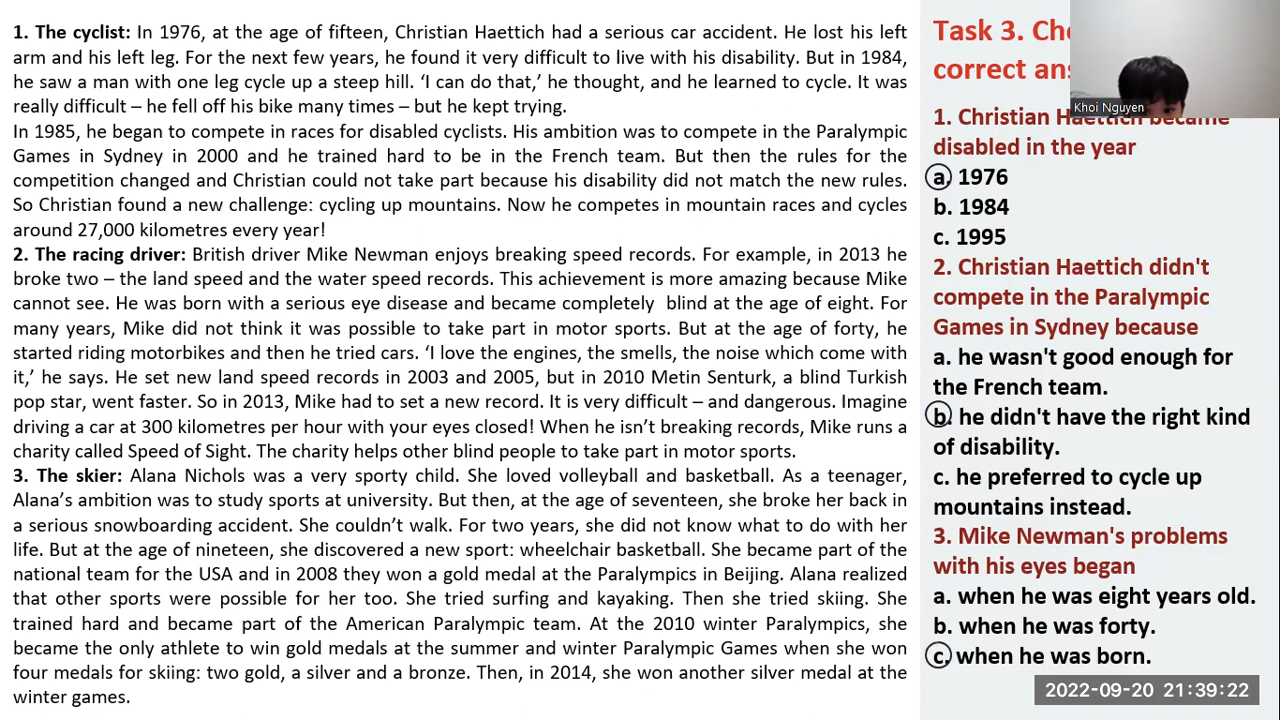 1. The cyclist: In 1976, at the age of fifteen, Christian Haettich had a serious car accident. He lost his left
arm and his left leg. For the next few years, he found it very difficult to live with his disability. But in 1984,
he saw a man with one leg cycle up a steep hill. ‘I can do that,’ he thought, and he learned to cycle. It was
really difficult – he fell off his bike many times – but he kept trying.
In 1985, he began to compete in races for disabled cyclists. His ambition was to compete in the Paralympic
Games in Sydney in 2000 and he trained hard to be in the French team. But then the rules for the
competition changed and Christian could not take part because his disability did not match the new rules.
So Christian found a new challenge: cycling up mountains. Now he competes in mountain races and cycles
around 27,000 kilometres every year!
2. The racing driver: British driver Mike Newman enjoys breaking speed records. For example, in 2013 he
broke two – the land speed and the water speed records. This achievement is more amazing because Mike
cannot see. He was born with a serious eye disease and became completely blind at the age of eight. For
many years, Mike did not think it was possible to take part in motor sports. But at the age of forty, he
started riding motorbikes and then he tried cars. ‘I love the engines, the smells, the noise which come with
it,’ he says. He set new land speed records in 2003 and 2005, but in 2010 Metin Senturk, a blind Turkish
pop star, went faster. So in 2013, Mike had to set a new record. It is very difficult – and dangerous. Imagine
driving a car at 300 kilometres per hour with your eyes closed! When he isn’t breaking records, Mike runs a
charity called Speed of Sight. The charity helps other blind people to take part in motor sports.
3. The skier: Alana Nichols was a very sporty child. She loved volleyball and basketball. As a teenager,
Alana’s ambition was to study sports at university. But then, at the age of seventeen, she broke her back in
a serious snowboarding accident. She couldn’t walk. For two years, she did not know what to do with her
life. But at the age of nineteen, she discovered a new sport: wheelchair basketball. She became part of the
national team for the USA and in 2008 they won a gold medal at the Paralympics in Beijing. Alana realized
that other sports were possible for her too. She tried surfing and kayaking. Then she tried skiing. She
trained hard and became part of the American Paralympic team. At the 2010 winter Paralympics, she
became the only athlete to win gold medals at the summer and winter Paralympic Games when she won
four medals for skiing: two gold, a silver and a bronze. Then, in 2014, she won another silver medal at the
winter games.
Task 3.
correct
Khoi Nguyen
1. Christian Haettich became
disabled in the year
a. 1976
b. 1984
c. 1995
2. Christian Haettich didn't
compete in the Paralympic
Games in Sydney because
a. he wasn't good enough for
the French team.
b. he didn't have the right kind
of disability.
c. he preferred to cycle up
mountains instead.
3. Mike Newman's problems
with his eyes began
a. when he was eight years old.
b. when he was forty.
c. when he was born.
2022-09-20 21:39:22